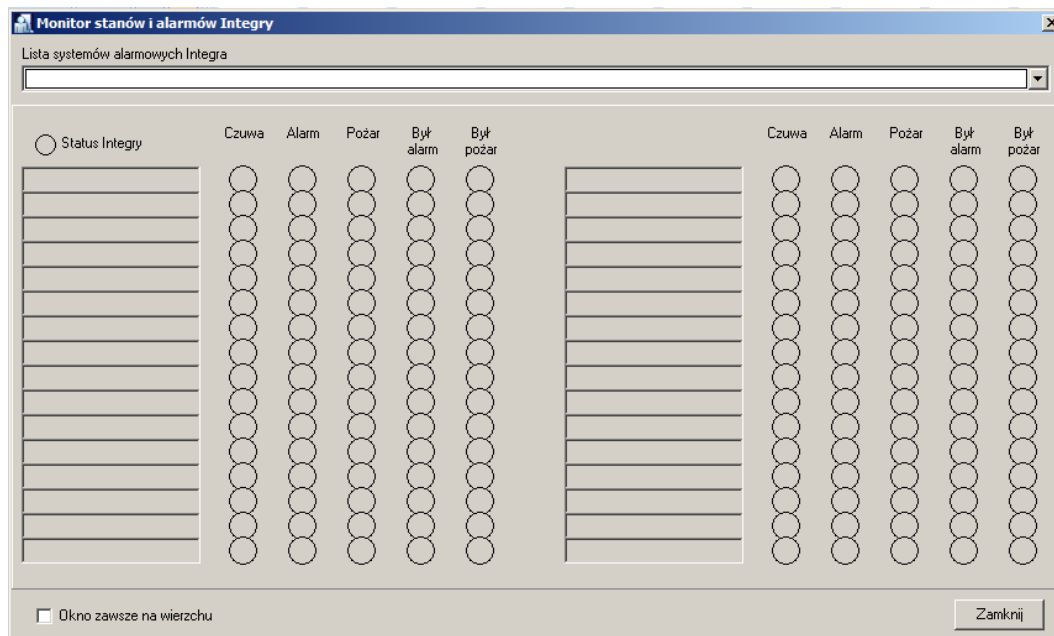 Monitor stanów i alarmów Integry
Lista systemów alarmowych Integra
Status Integry
Czuwa Alarm Pożar Był alarm Był pożar
Czuwa Alarm Pożar Był alarm Był pożar
Okno zawsze na wierzchu
Zamknij